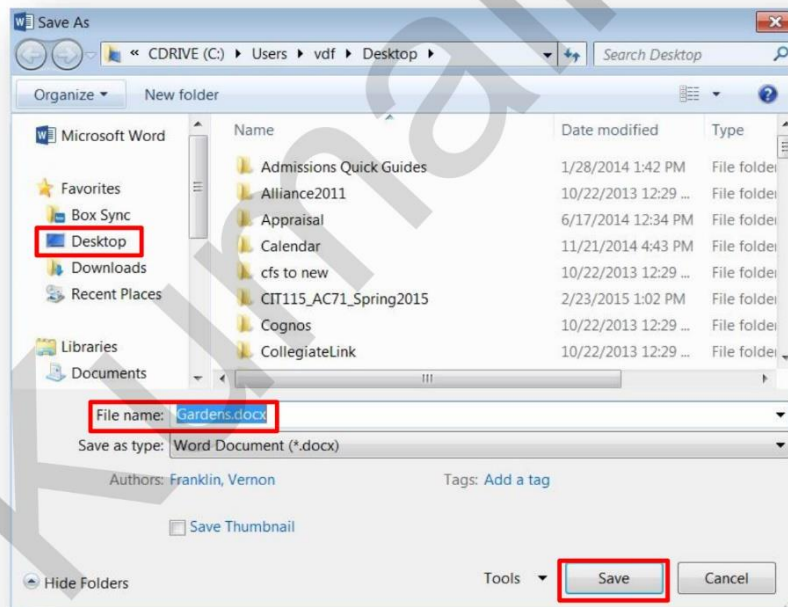 Save As
« CDRIVE (C:) ▸ Users ▸ vdf ▸ Desktop ▸ Search Desktop
Organize ▾ New folder
Microsoft Word Name Date modified Type
Admissions Quick Guides 1/28/2014 1:42 PM File folder
Favorites Alliance2011 10/22/2013 12:29 ... File folder
Box Sync Appraisal 6/17/2014 12:34 PM File folder
Desktop Calendar 11/21/2014 4:43 PM File folder
Downloads cfs to new 10/22/2013 12:29 ... File folder
Recent Places CIT115_AC71_Spring2015 2/23/2015 1:02 PM File folder
Cognos 10/22/2013 12:29 ... File folder
Libraries CollegiateLink 10/22/2013 12:29 ... File folder
Documents
File name: Gardens.docx
Save as type: Word Document (*.docx)
Authors: Franklin, Vernon Tags: Add a tag
Save Thumbnail
Hide Folders Tools Save Cancel
Kuma